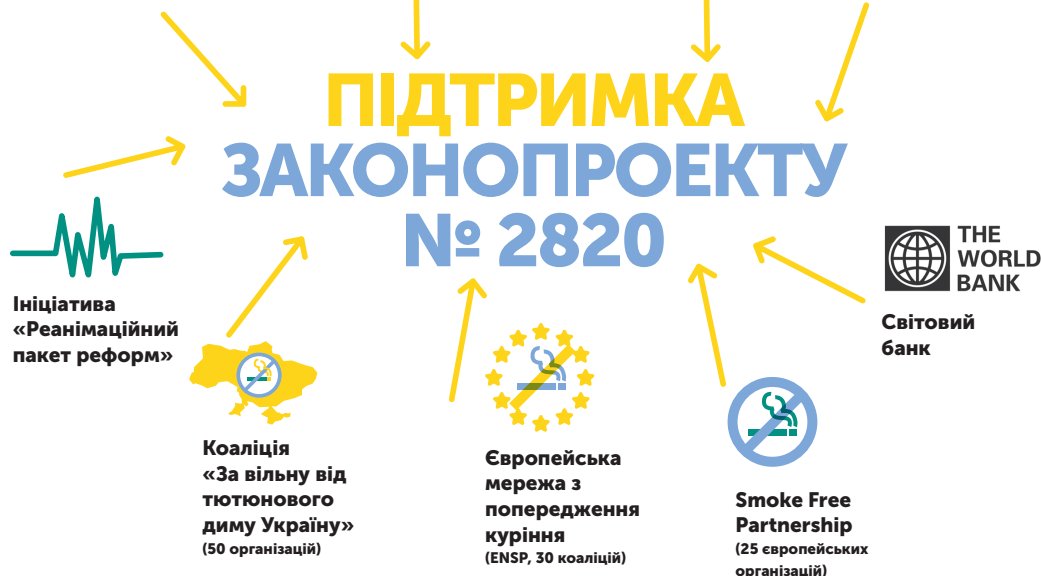 ПІДТРИМКА
ЗАКОНОПРОЕКТУ
№ 2820
THE
WORLD
BANK
Ініціатива
«Реанімаційний
пакет реформ»
Світовий
банк
Коаліція
«За вільну від
тютюнового
диму Україну»
(50 організацій)
Європейська
мережа з
попередження
куріння
(ENSP, 30 коаліцій)
Smoke Free
Partnership
(25 європейських
організацій)